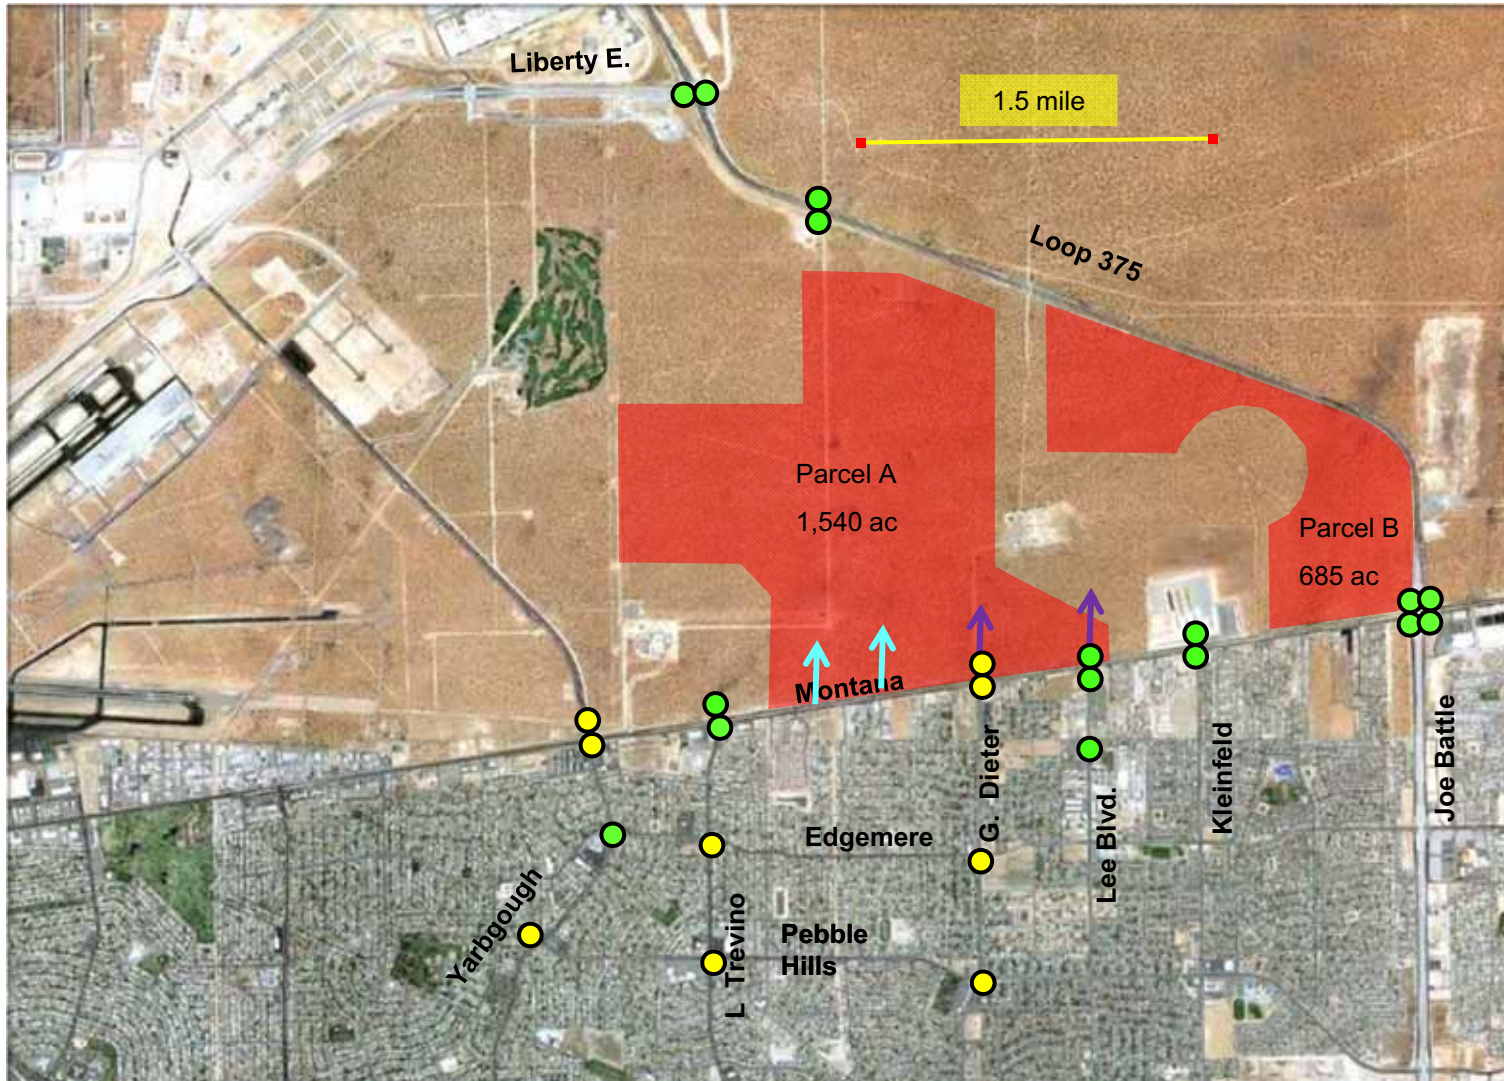 Liberty E.
1.5 mile
Loop 375
Parcel A
1,540 ac
Parcel B
685 ac
Montana
G. Dieter
Lee Blvd.
Kleinfeld
Joe Battle
Edgemere
Yarbgough
L Trevino
Pebble
Hills